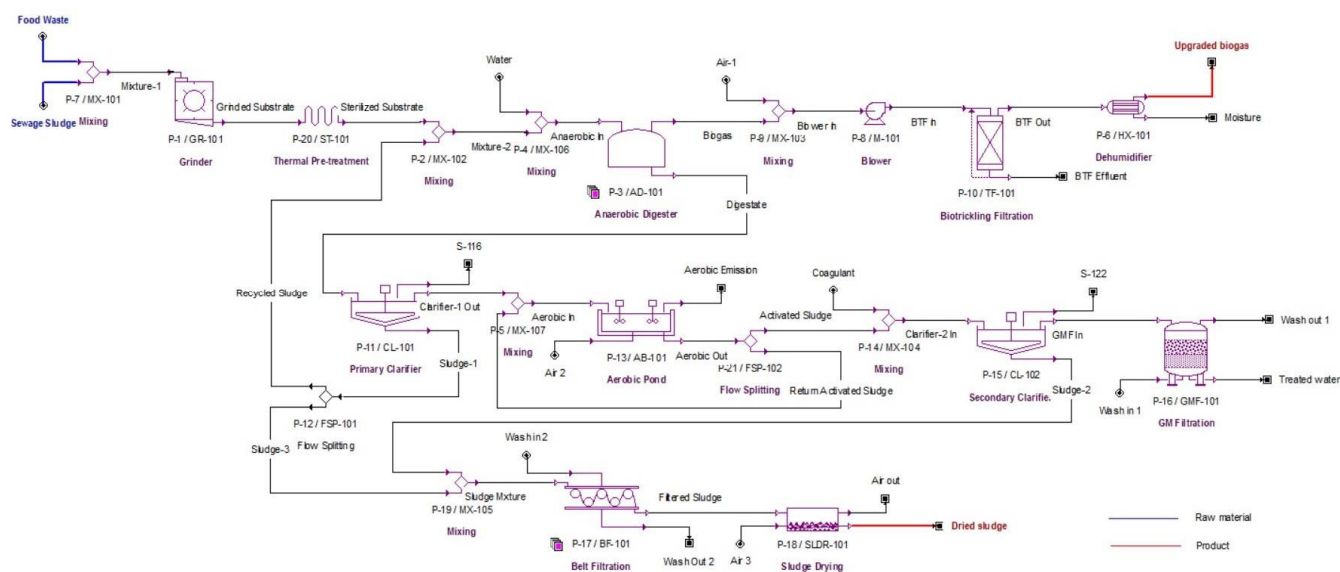 Food Waste
Mixture-1
P-7 / MX-101
Mixing
Sewage Sludge
Grinded Substrate
P-1 / GR-101
Grinder
Sterilized Substrate
P-20 / ST-101
Thermal Pre-treatment
P-2 / MX-102
Mixing
Mixture-2
Water
P-4 / MX-106
Mixing
Anaerobic In
P-3 / AD-101
Anaerobic Digester
Biogas
Digestate
Air-1
P-9 / MX-103
Mixing
Blower In
P-8 / M-101
Blower
BTF In
BTF Out
P-10 / TF-101
Biotrickling Filtration
BTF Effluent
P-6 / HX-101
Dehumidifier
Upgraded biogas
Moisture
Recycled Sludge
S-116
Clarifier-1 Out
P-11 / CL-101
Primary Clarifier
Sludge-1
P-12 / FSP-101
Flow Splitting
Sludge-3
P-5 / MX-107
Mixing
Aerobic In
Air 2
P-13 / AB-101
Aerobic Pond
Aerobic Emission
Aerobic Out
P-21 / FSP-102
Flow Splitting
Activated Sludge
Return Activated Sludge
Coagulant
P-14 / MX-104
Mixing
Clarifier-2 In
S-122
GMF In
P-15 / CL-102
Secondary Clarifie.
Sludge-2
Wash in 1
P-16 / GMF-101
GM Filtration
Wash out 1
Treated water
P-19 / MX-105
Mixing
Sludge Mxture
Wash in 2
P-17 / BF-101
Belt Filtration
Wash Out 2
Filtered Sludge
Air 3
P-18 / SLDR-101
Sludge Drying
Air out
Dried sludge
Raw material
Product